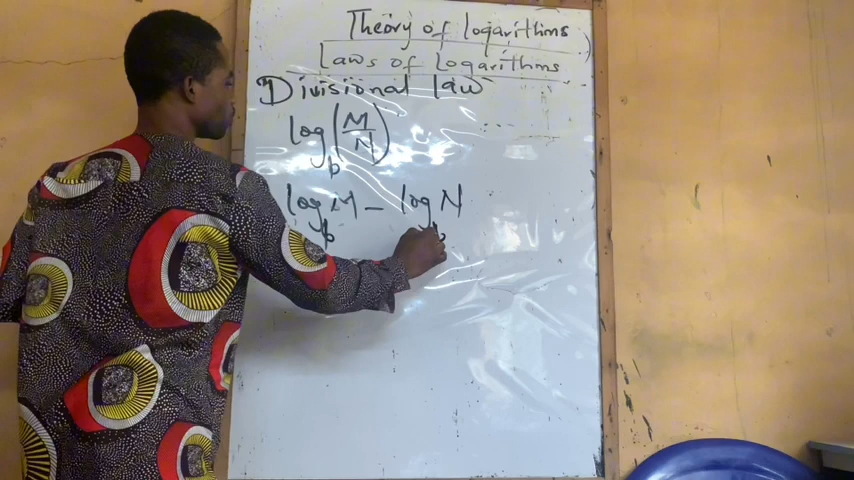 Theory of logarithms
Laws of Logarithms
Divisional law
log_b (M/N)
log_b M - log_b N